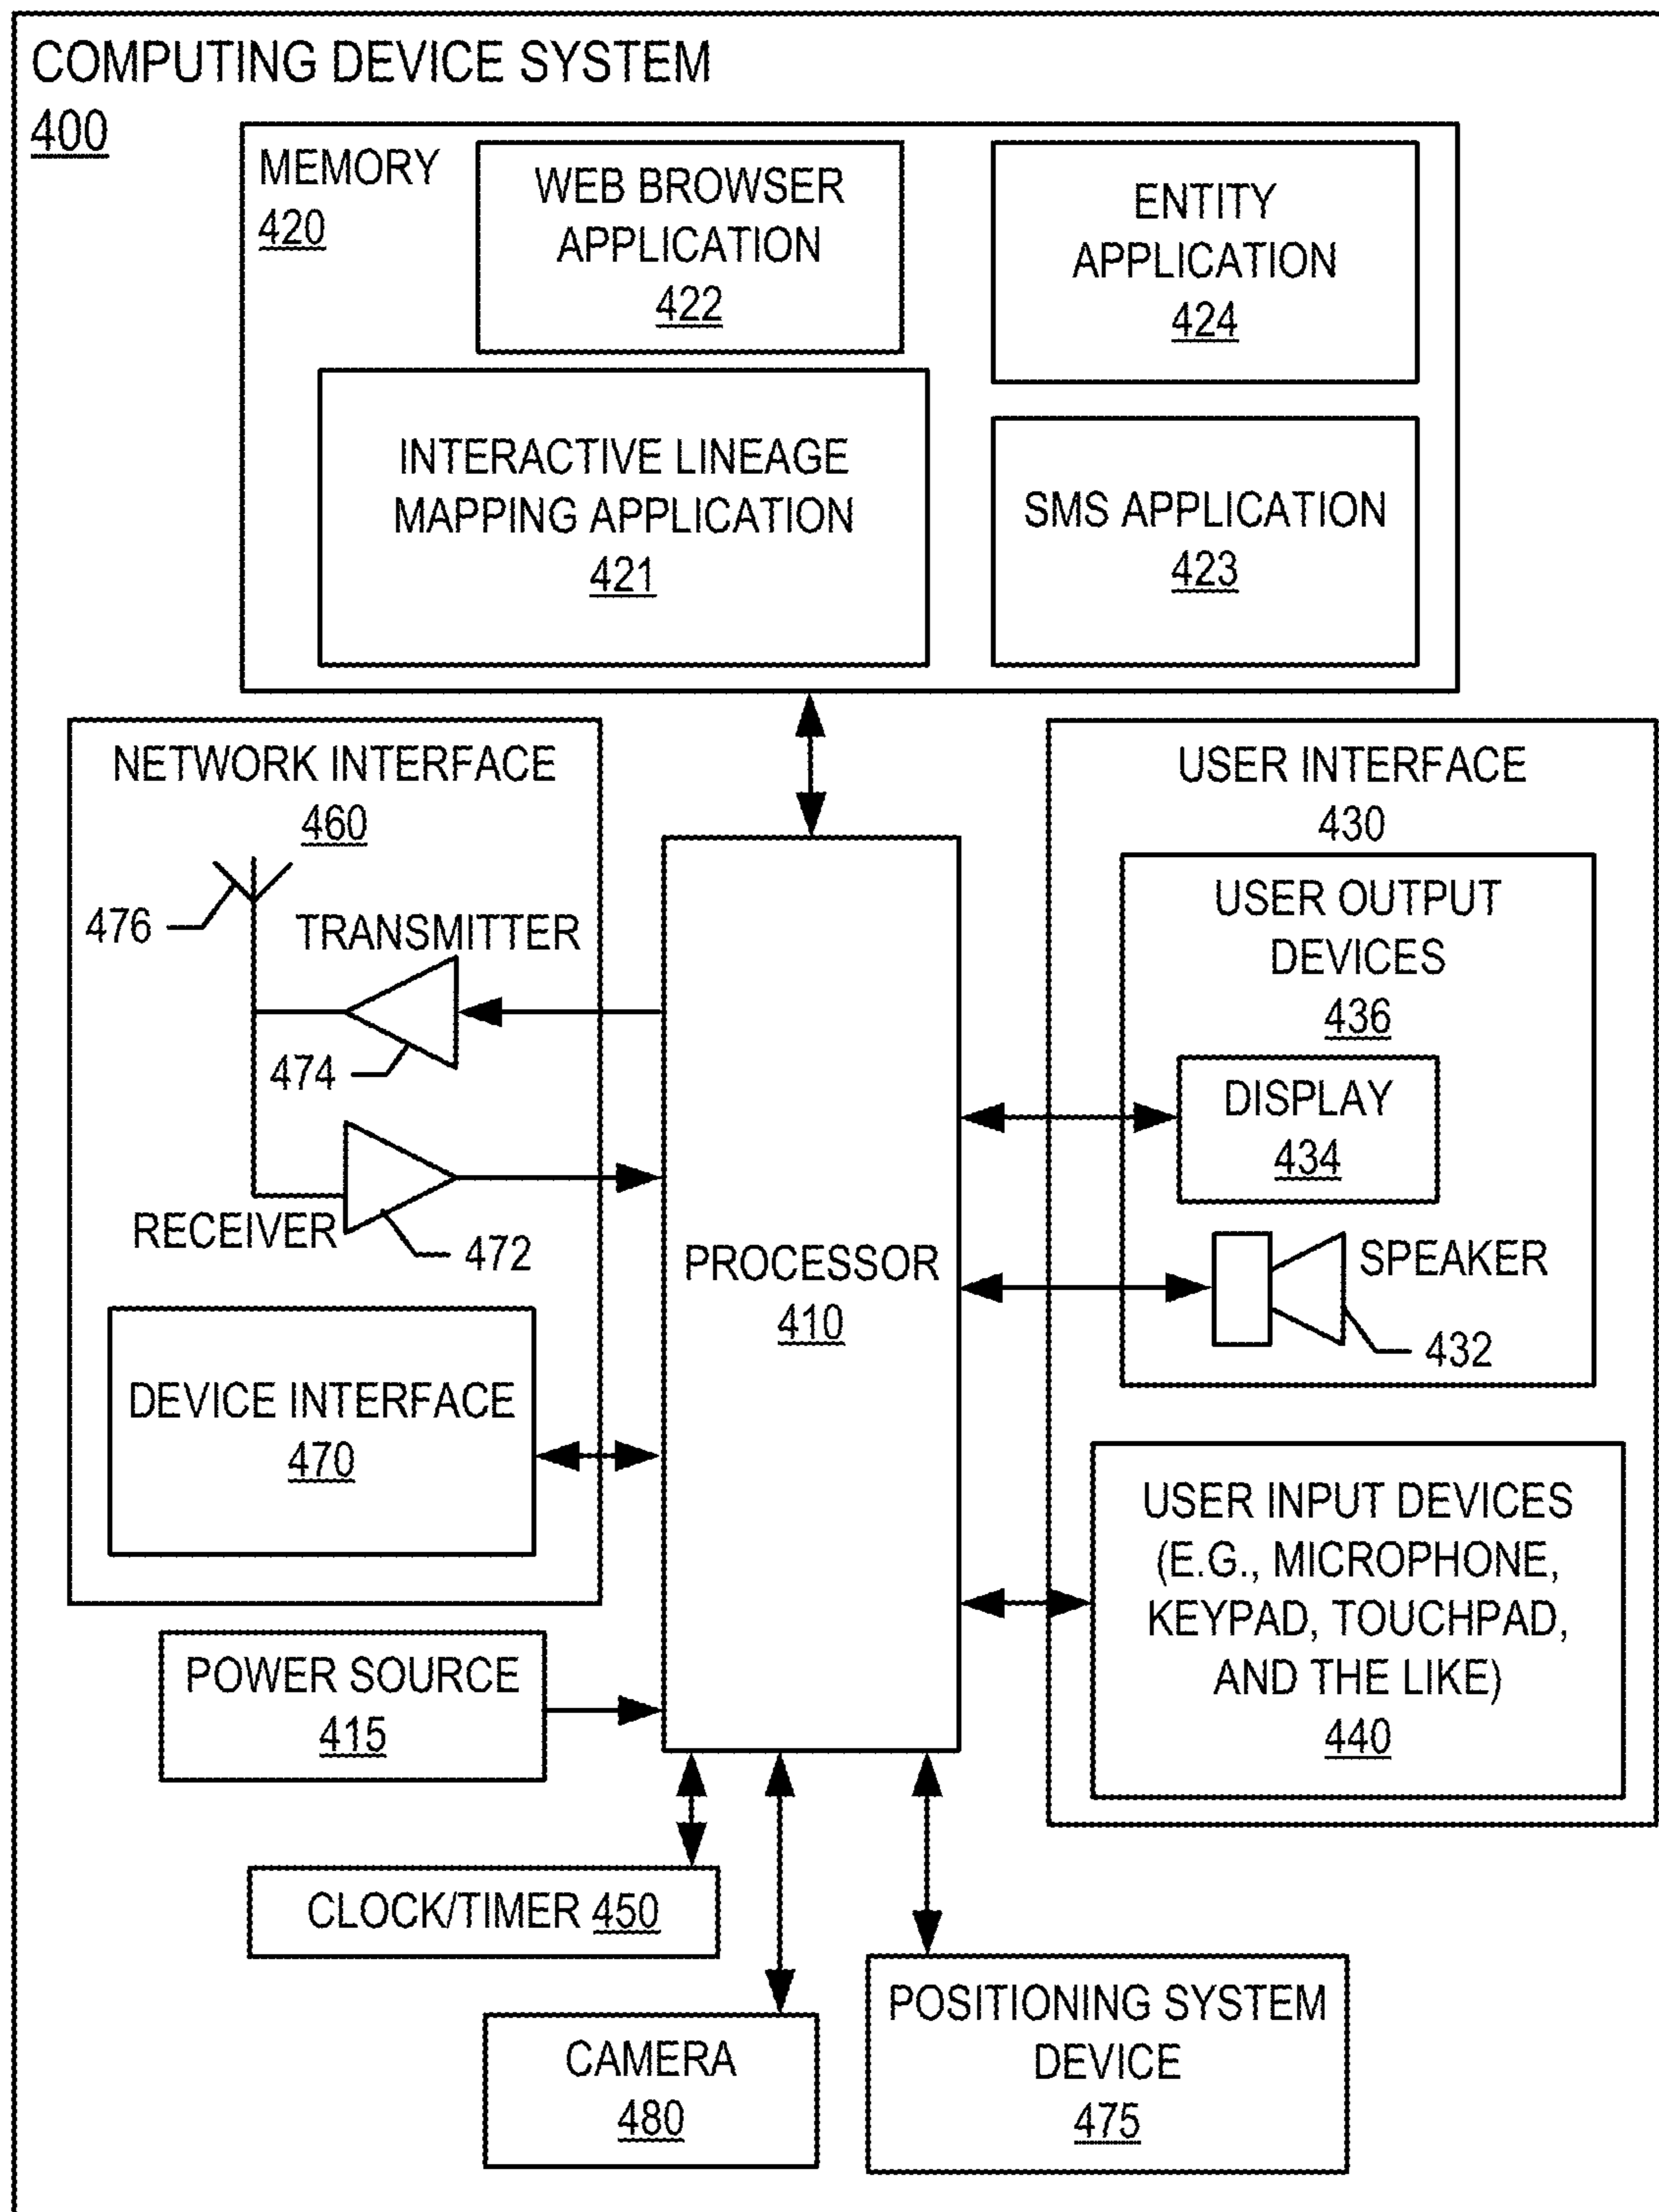 COMPUTING DEVICE SYSTEM
400
MEMORY
420
WEB BROWSER
APPLICATION
422
ENTITY
APPLICATION
424
INTERACTIVE LINEAGE
MAPPING APPLICATION
421
SMS APPLICATION
423
NETWORK INTERFACE
460
476
TRANSMITTER
474
RECEIVER
472
DEVICE INTERFACE
470
PROCESSOR
410
USER INTERFACE
430
USER OUTPUT
DEVICES
436
DISPLAY
434
SPEAKER
432
USER INPUT DEVICES
(E.G., MICROPHONE,
KEYPAD, TOUCHPAD,
AND THE LIKE)
440
POWER SOURCE
415
CLOCK/TIMER 450
CAMERA
480
POSITIONING SYSTEM
DEVICE
475